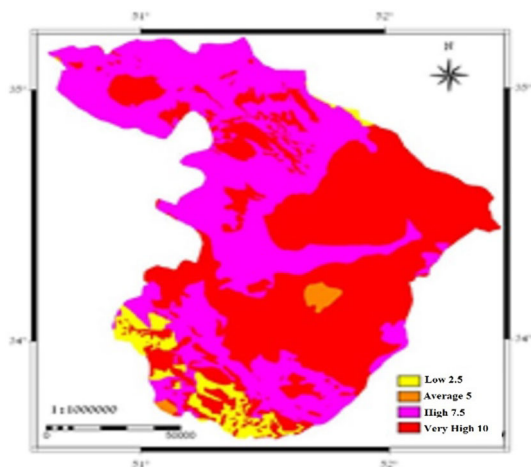 51° 52°
N
35° 35°
34° 34°
Low 2.5
Average 5
High 7.5
Very High 10
1:1000000
0 50000
51° 52°